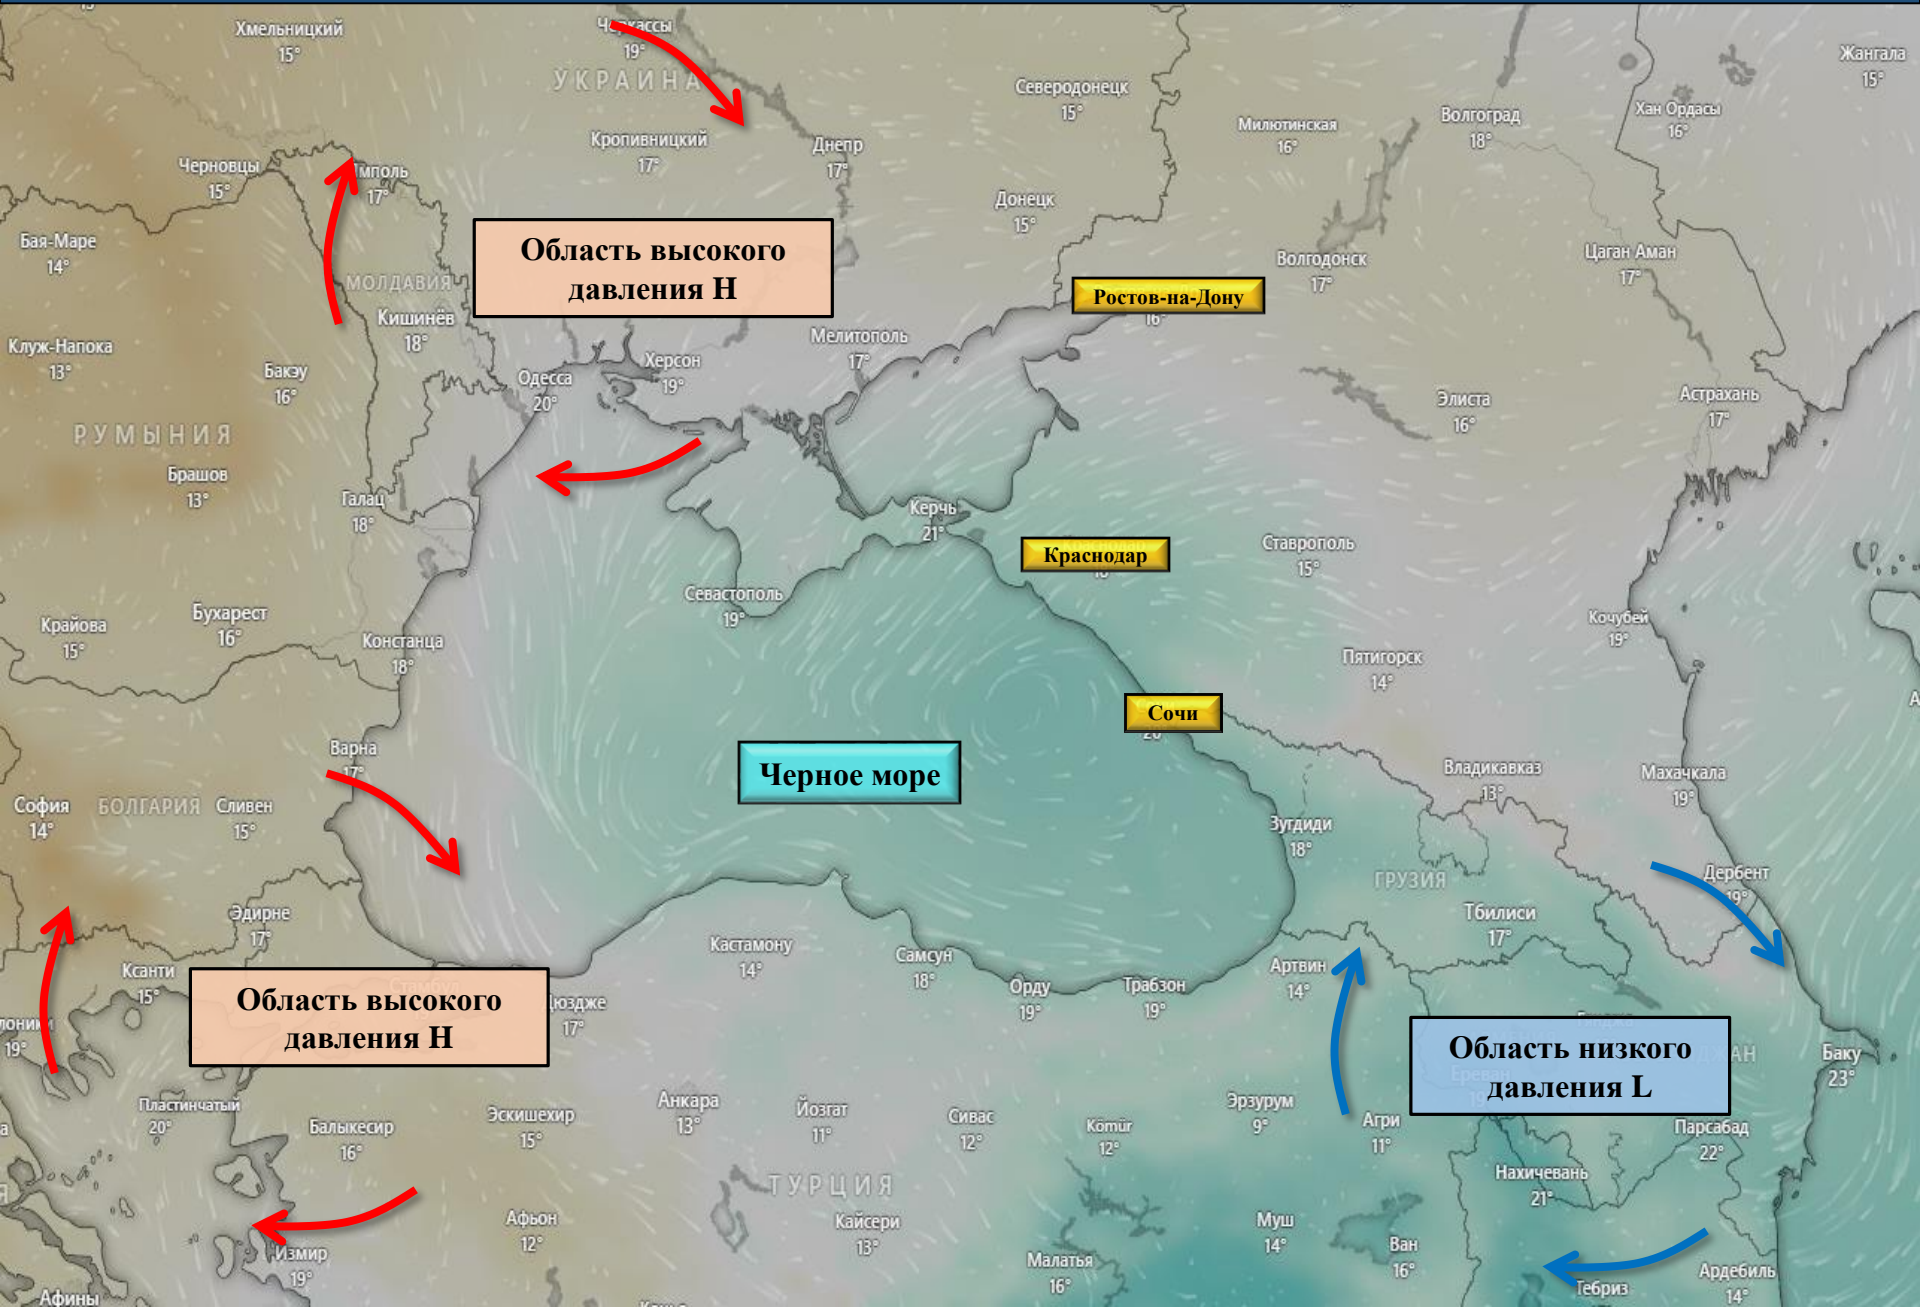 Хмельницкий
15°
Черкассы
19°
УКРАИНА
Жангала
15°
Северодонецк
15°
Милютинская
16°
Волгоград
18°
Хан Ордасы
16°
Кропивницкий
17°
Днепр
17°
Черновцы
15°
17°
Донецк
15°
Бая-Маре
14°
Область высокого
давления H
Волгодонск
17°
Цаган Аман
17°
МОЛДАВИЯ
Ростов-на-Дону
16°
Кишинёв
18°
Клуж-Напока
13°
Бакэу
16°
Одесса
20°
Херсон
19°
Мелитополь
17°
Элиста
16°
Астрахань
17°
РУМЫНИЯ
Брашов
13°
Галац
18°
Керчь
21°
Краснодар
Ставрополь
15°
Севастополь
19°
Крайова
15°
Бухарест
16°
Констанца
18°
Кочубей
19°
Пятигорск
14°
Сочи
20°
Варна
17°
Черное море
Владикавказ
13°
Махачкала
19°
София
14°
БОЛГАРИЯ
Сливен
15°
Зугдиди
18°
ГРУЗИЯ
Дербент
19°
Эдирне
17°
Тбилиси
17°
Кастамону
14°
Самсун
18°
Ксанти
15°
Артвин
14°
Орду
19°
Трабзон
19°
Область высокого
давления H
17°
19°
Область низкого
давления L
Баку
23°
Пластинчатый
20°
Балыкесир
16°
Эскишехир
15°
Анкара
13°
Йозгат
11°
Сивас
12°
Kömür
12°
Эрзурум
9°
Агри
11°
Парсабад
22°
Нахичевань
21°
ТУРЦИЯ
Афьон
12°
Кайсери
13°
Муш
14°
Ван
16°
Измир
19°
Малатья
16°
Тебриз
Ардебиль
14°
Афины